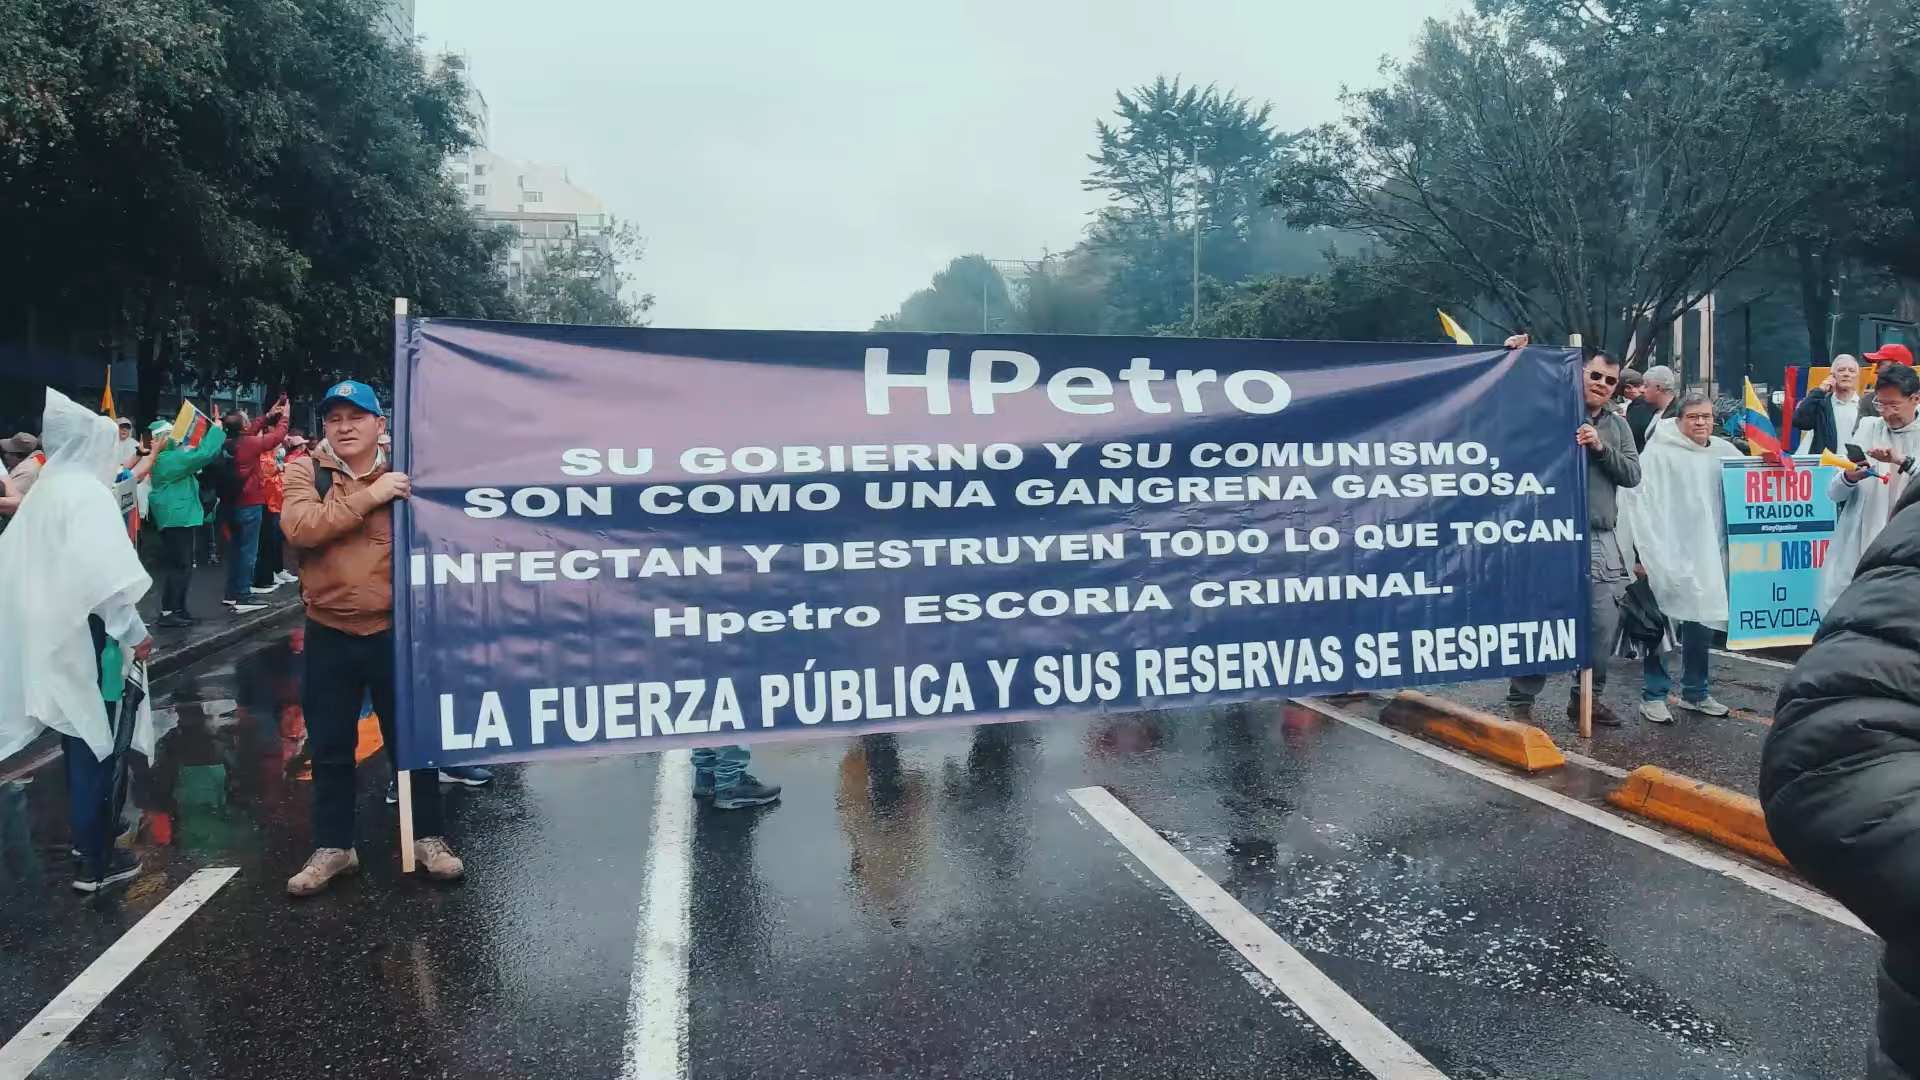 HPetro
SU GOBIERNO Y SU COMUNISMO,
SON COMO UNA GANGRENA GASEOSA.
INFECTAN Y DESTRUYEN TODO LO QUE TOCAN.
Hpetro ESCORIA CRIMINAL.
LA FUERZA PÚBLICA Y SUS RESERVAS SE RESPETAN
RETRO
TRAIDOR
COLOMBIA
lo
REVOCA